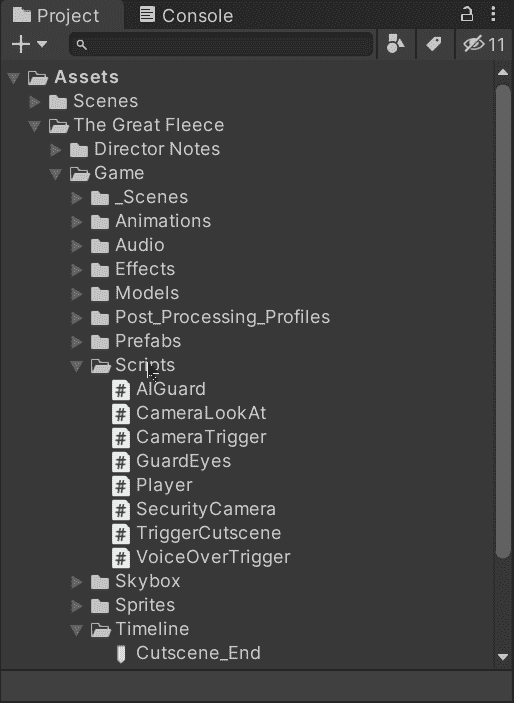 Project Console
11
Assets
Scenes
The Great Fleece
Director Notes
Game
_Scenes
Animations
Audio
Effects
Models
Post_Processing_Profiles
Prefabs
Scripts
# AIGuard
# CameraLookAt
# CameraTrigger
# GuardEyes
# Player
# SecurityCamera
# TriggerCutscene
# VoiceOverTrigger
Skybox
Sprites
Timeline
Cutscene_End